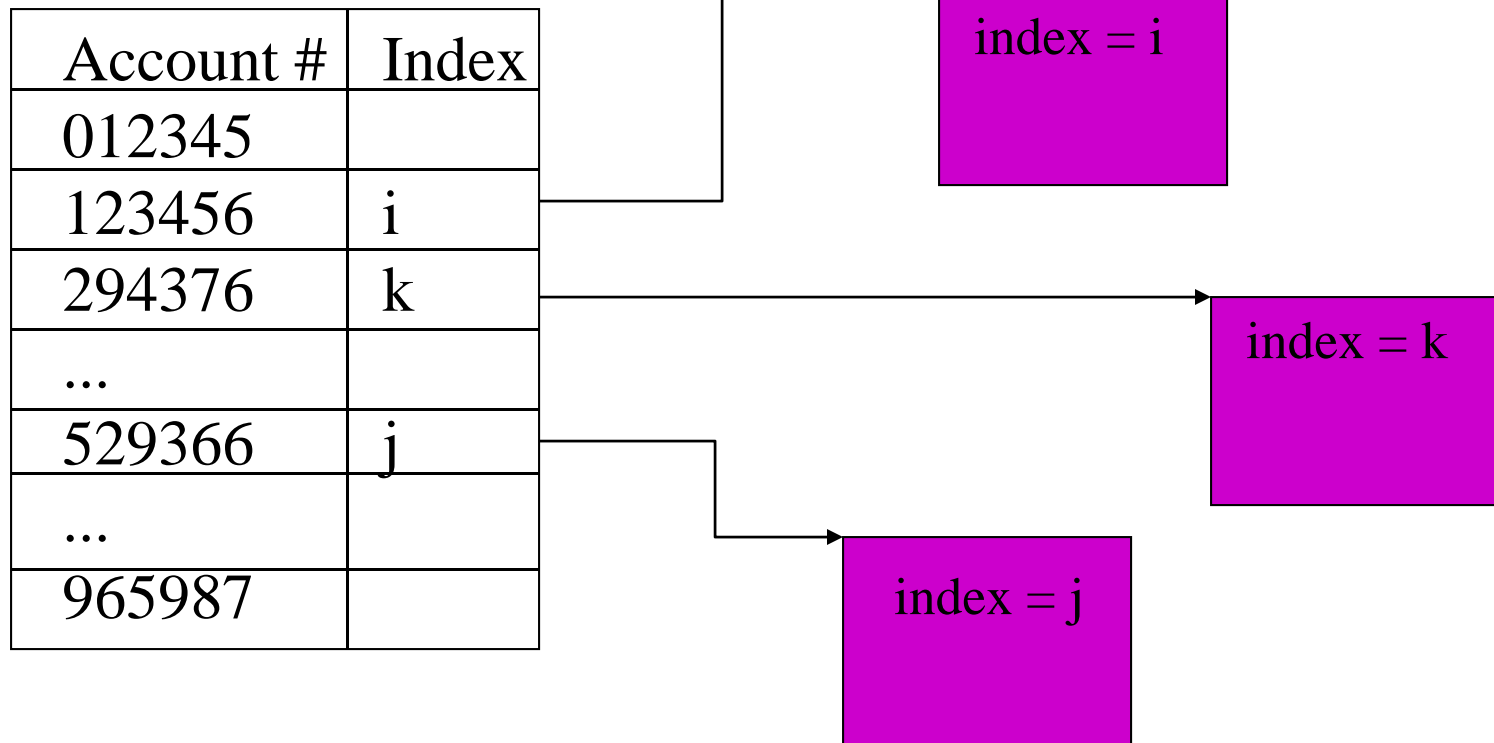 Account # Index
012345
123456 i
294376 k
...
529366 j
...
965987
index = i
index = k
index = j